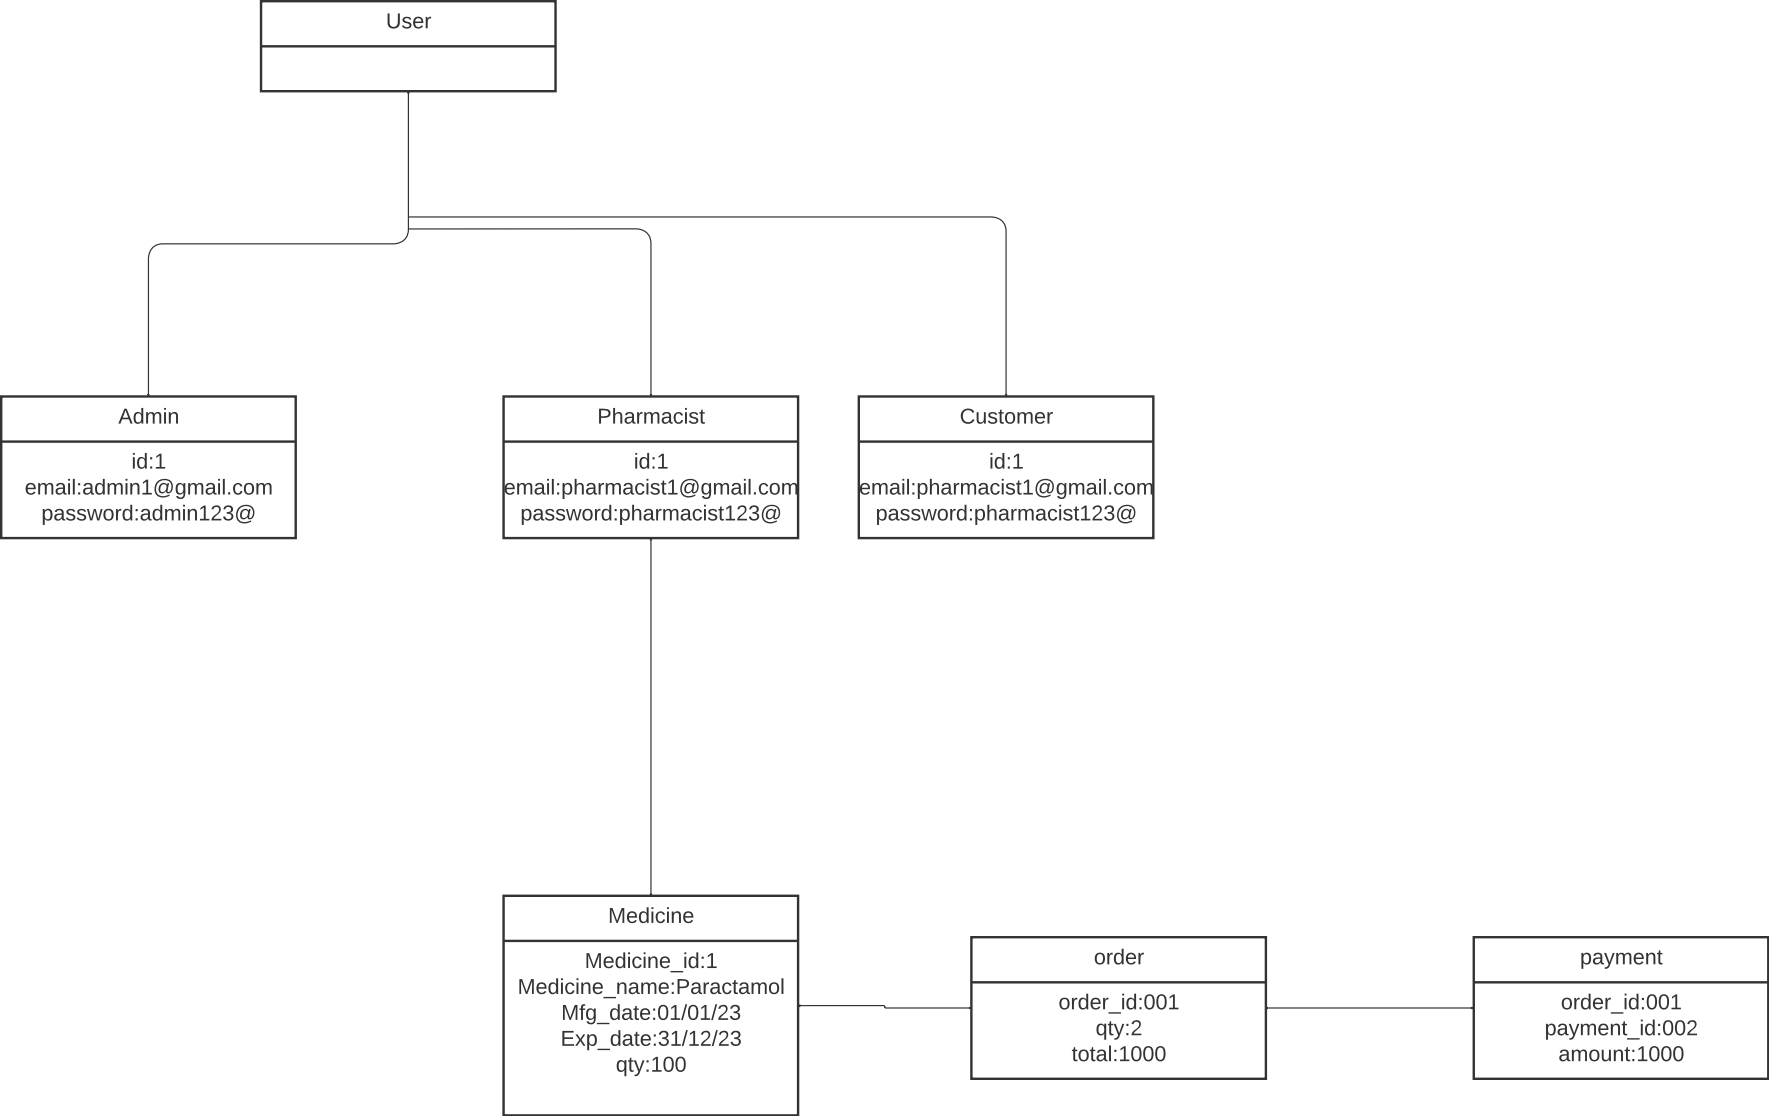 User
Admin
id:1
email:admin1@gmail.com
password:admin123@
Pharmacist
id:1
email:pharmacist1@gmail.com
password:pharmacist123@
Customer
id:1
email:pharmacist1@gmail.com
password:pharmacist123@
Medicine
Medicine_id:1
Medicine_name:Paractamol
Mfg_date:01/01/23
Exp_date:31/12/23
qty:100
order
order_id:001
qty:2
total:1000
payment
order_id:001
payment_id:002
amount:1000